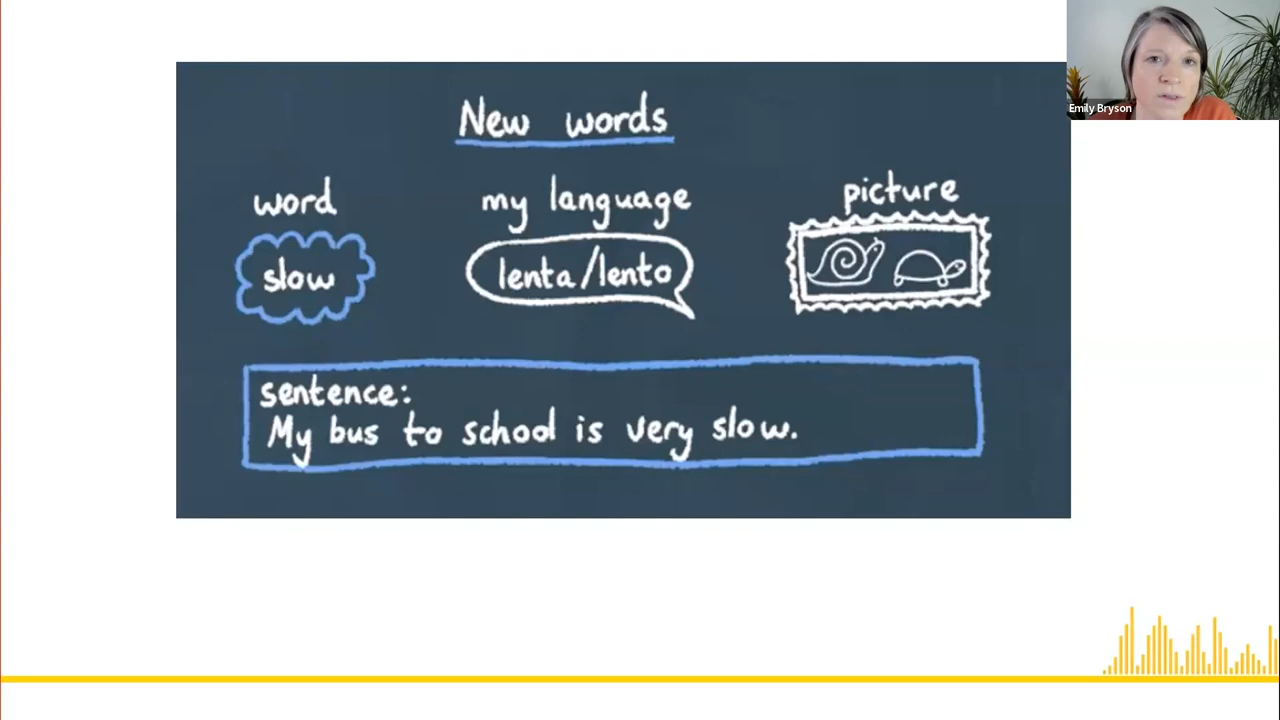 Emily Bryson
New words
word
my language
picture
slow
lenta/lento
sentence:
My bus to school is very slow.